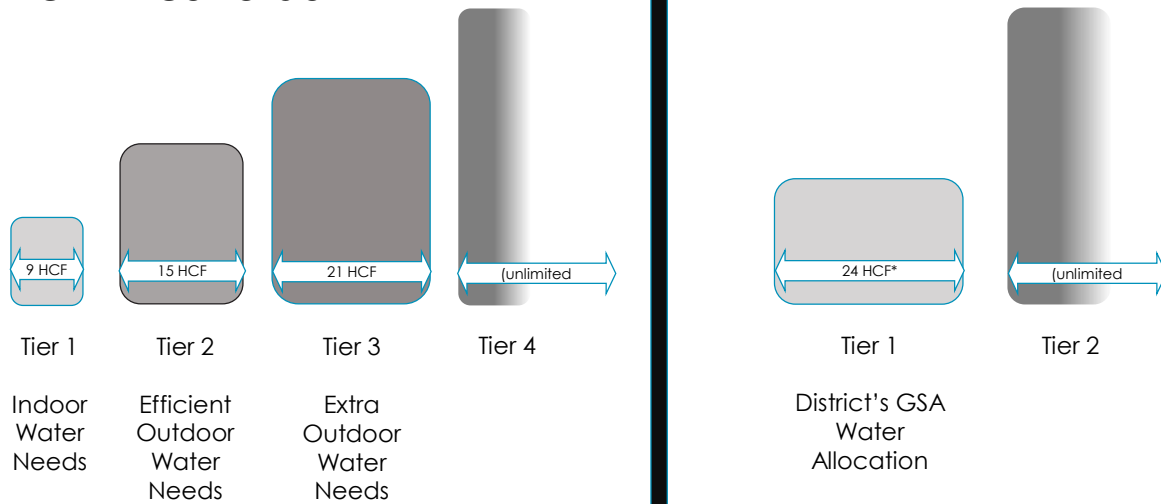 9 HCF
15 HCF
21 HCF
(unlimited
Tier 1
Tier 2
Tier 3
Tier 4
Indoor
Water
Needs
Efficient
Outdoor
Water
Needs
Extra
Outdoor
Water
Needs
24 HCF*
(unlimited
Tier 1
Tier 2
District's GSA
Water
Allocation